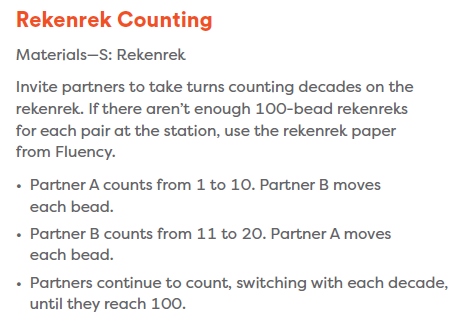 Rekenrek Counting
Materials—S: Rekenrek
Invite partners to take turns counting decades on the
rekenrek. If there aren’t enough 100-bead rekenreks
for each pair at the station, use the rekenrek paper
from Fluency.
• Partner A counts from 1 to 10. Partner B moves
each bead.
• Partner B counts from 11 to 20. Partner A moves
each bead.
• Partners continue to count, switching with each decade,
until they reach 100.